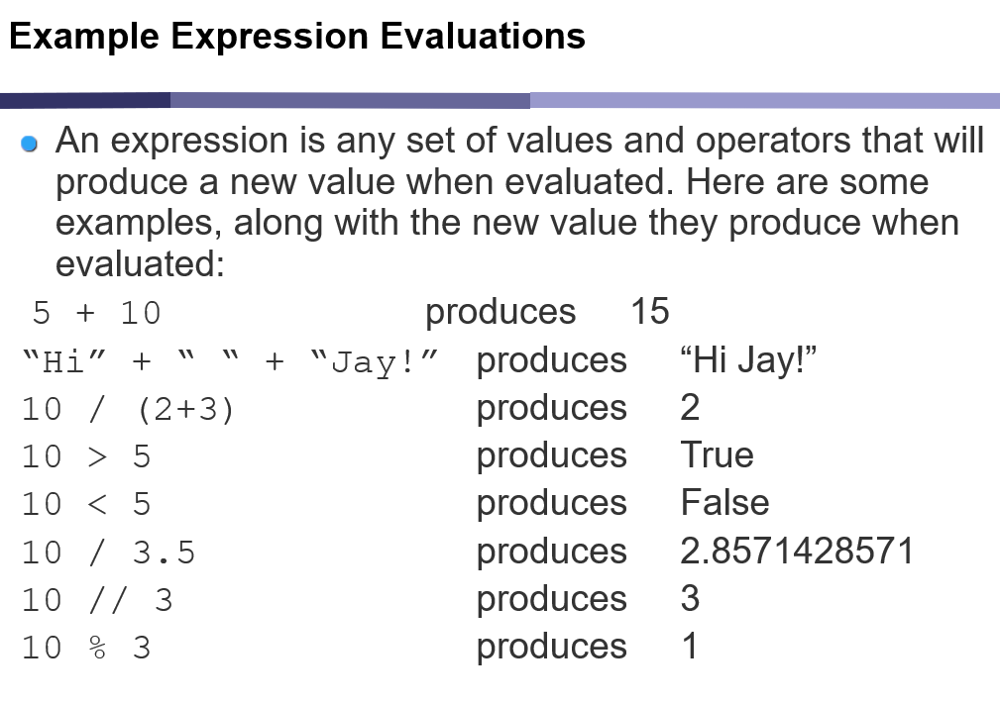 Example Expression Evaluations
An expression is any set of values and operators that will
produce a new value when evaluated. Here are some
examples, along with the new value they produce when
evaluated:
5 + 10 produces 15
“Hi” + “ “ + “Jay!” produces “Hi Jay!”
10 / (2+3) produces 2
10 > 5 produces True
10 < 5 produces False
10 / 3.5 produces 2.8571428571
10 // 3 produces 3
10 % 3 produces 1